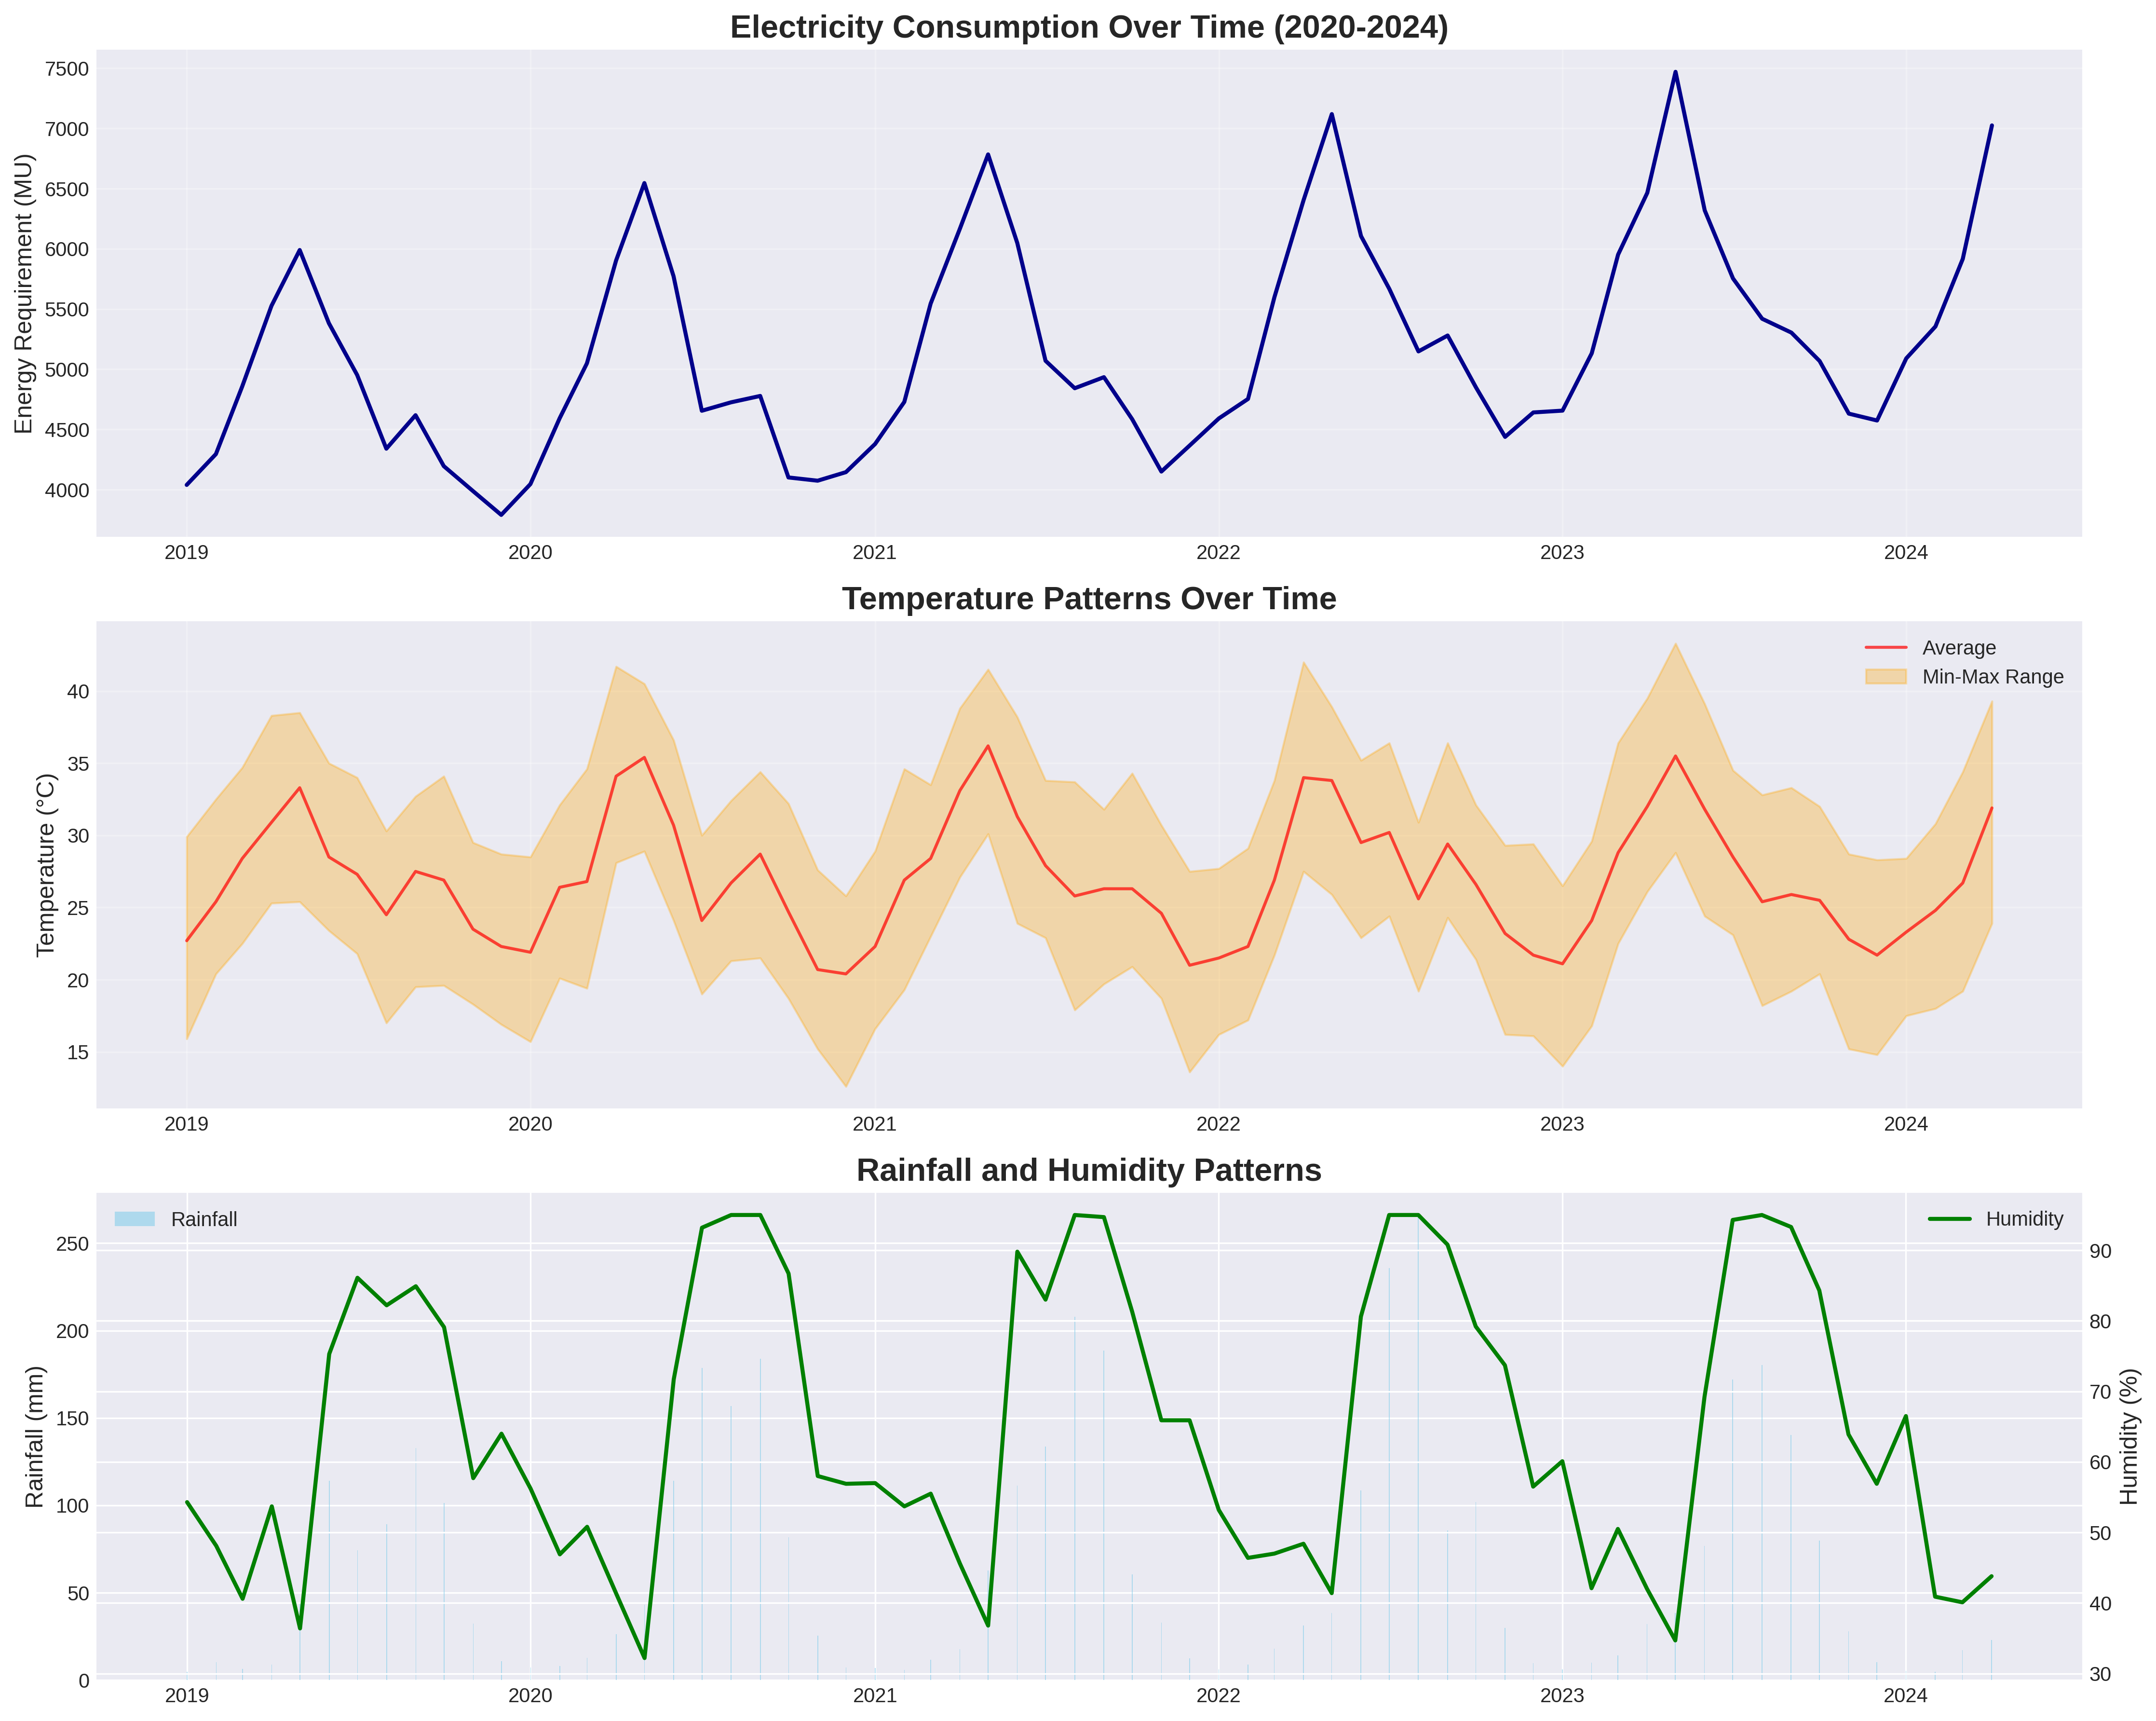 Electricity Consumption Over Time (2020-2024)
Energy Requirement (MU)
7500
7000
6500
6000
5500
5000
4500
4000
2019 2020 2021 2022 2023 2024
Temperature Patterns Over Time
Temperature (°C)
40
35
30
25
20
15
Average
Min-Max Range
2019 2020 2021 2022 2023 2024
Rainfall and Humidity Patterns
Rainfall (mm)
250
200
150
100
50
0
Rainfall
Humidity
90
80
70
60
50
40
30
Humidity (%)
2019 2020 2021 2022 2023 2024